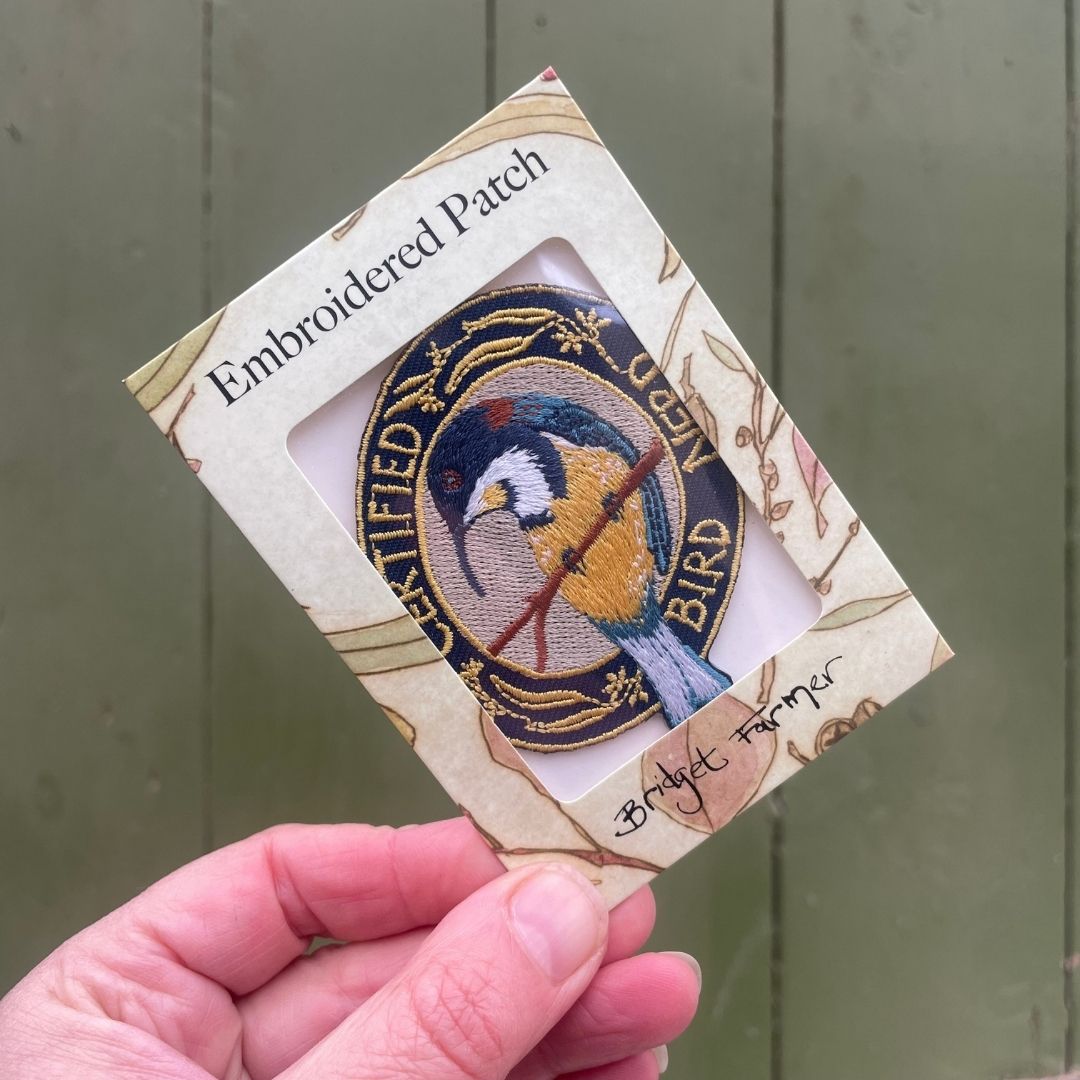 Embroidered Patch
CERTIFIED
BIRD NERD
Bridget Farmer